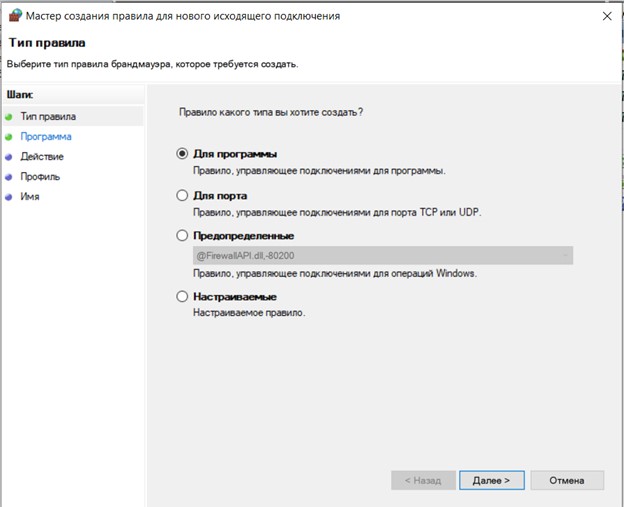 Мастер создания правила для нового исходящего подключения
Тип правила
Выберите тип правила брандмауэра, которое требуется создать.
Шаги:
Тип правила
Программа
Действие
Профиль
Имя
Правило какого типа вы хотите создать?
Для программы
Правило, управляющее подключениями для программы.
Для порта
Правило, управляющее подключениями для порта TCP или UDP.
Предопределенные
@FirewallAPI.dll,-80200
Правило, управляющее подключениями для операций Windows.
Настраиваемые
Настраиваемое правило.
< Назад
Далее >
Отмена